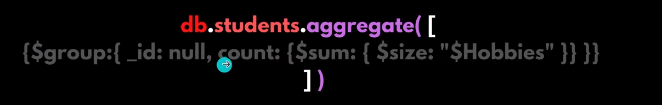 db.students.aggregate( [
{$group:{ _id: null, count: {$sum: { $size: "$Hobbies" }} }}
] )